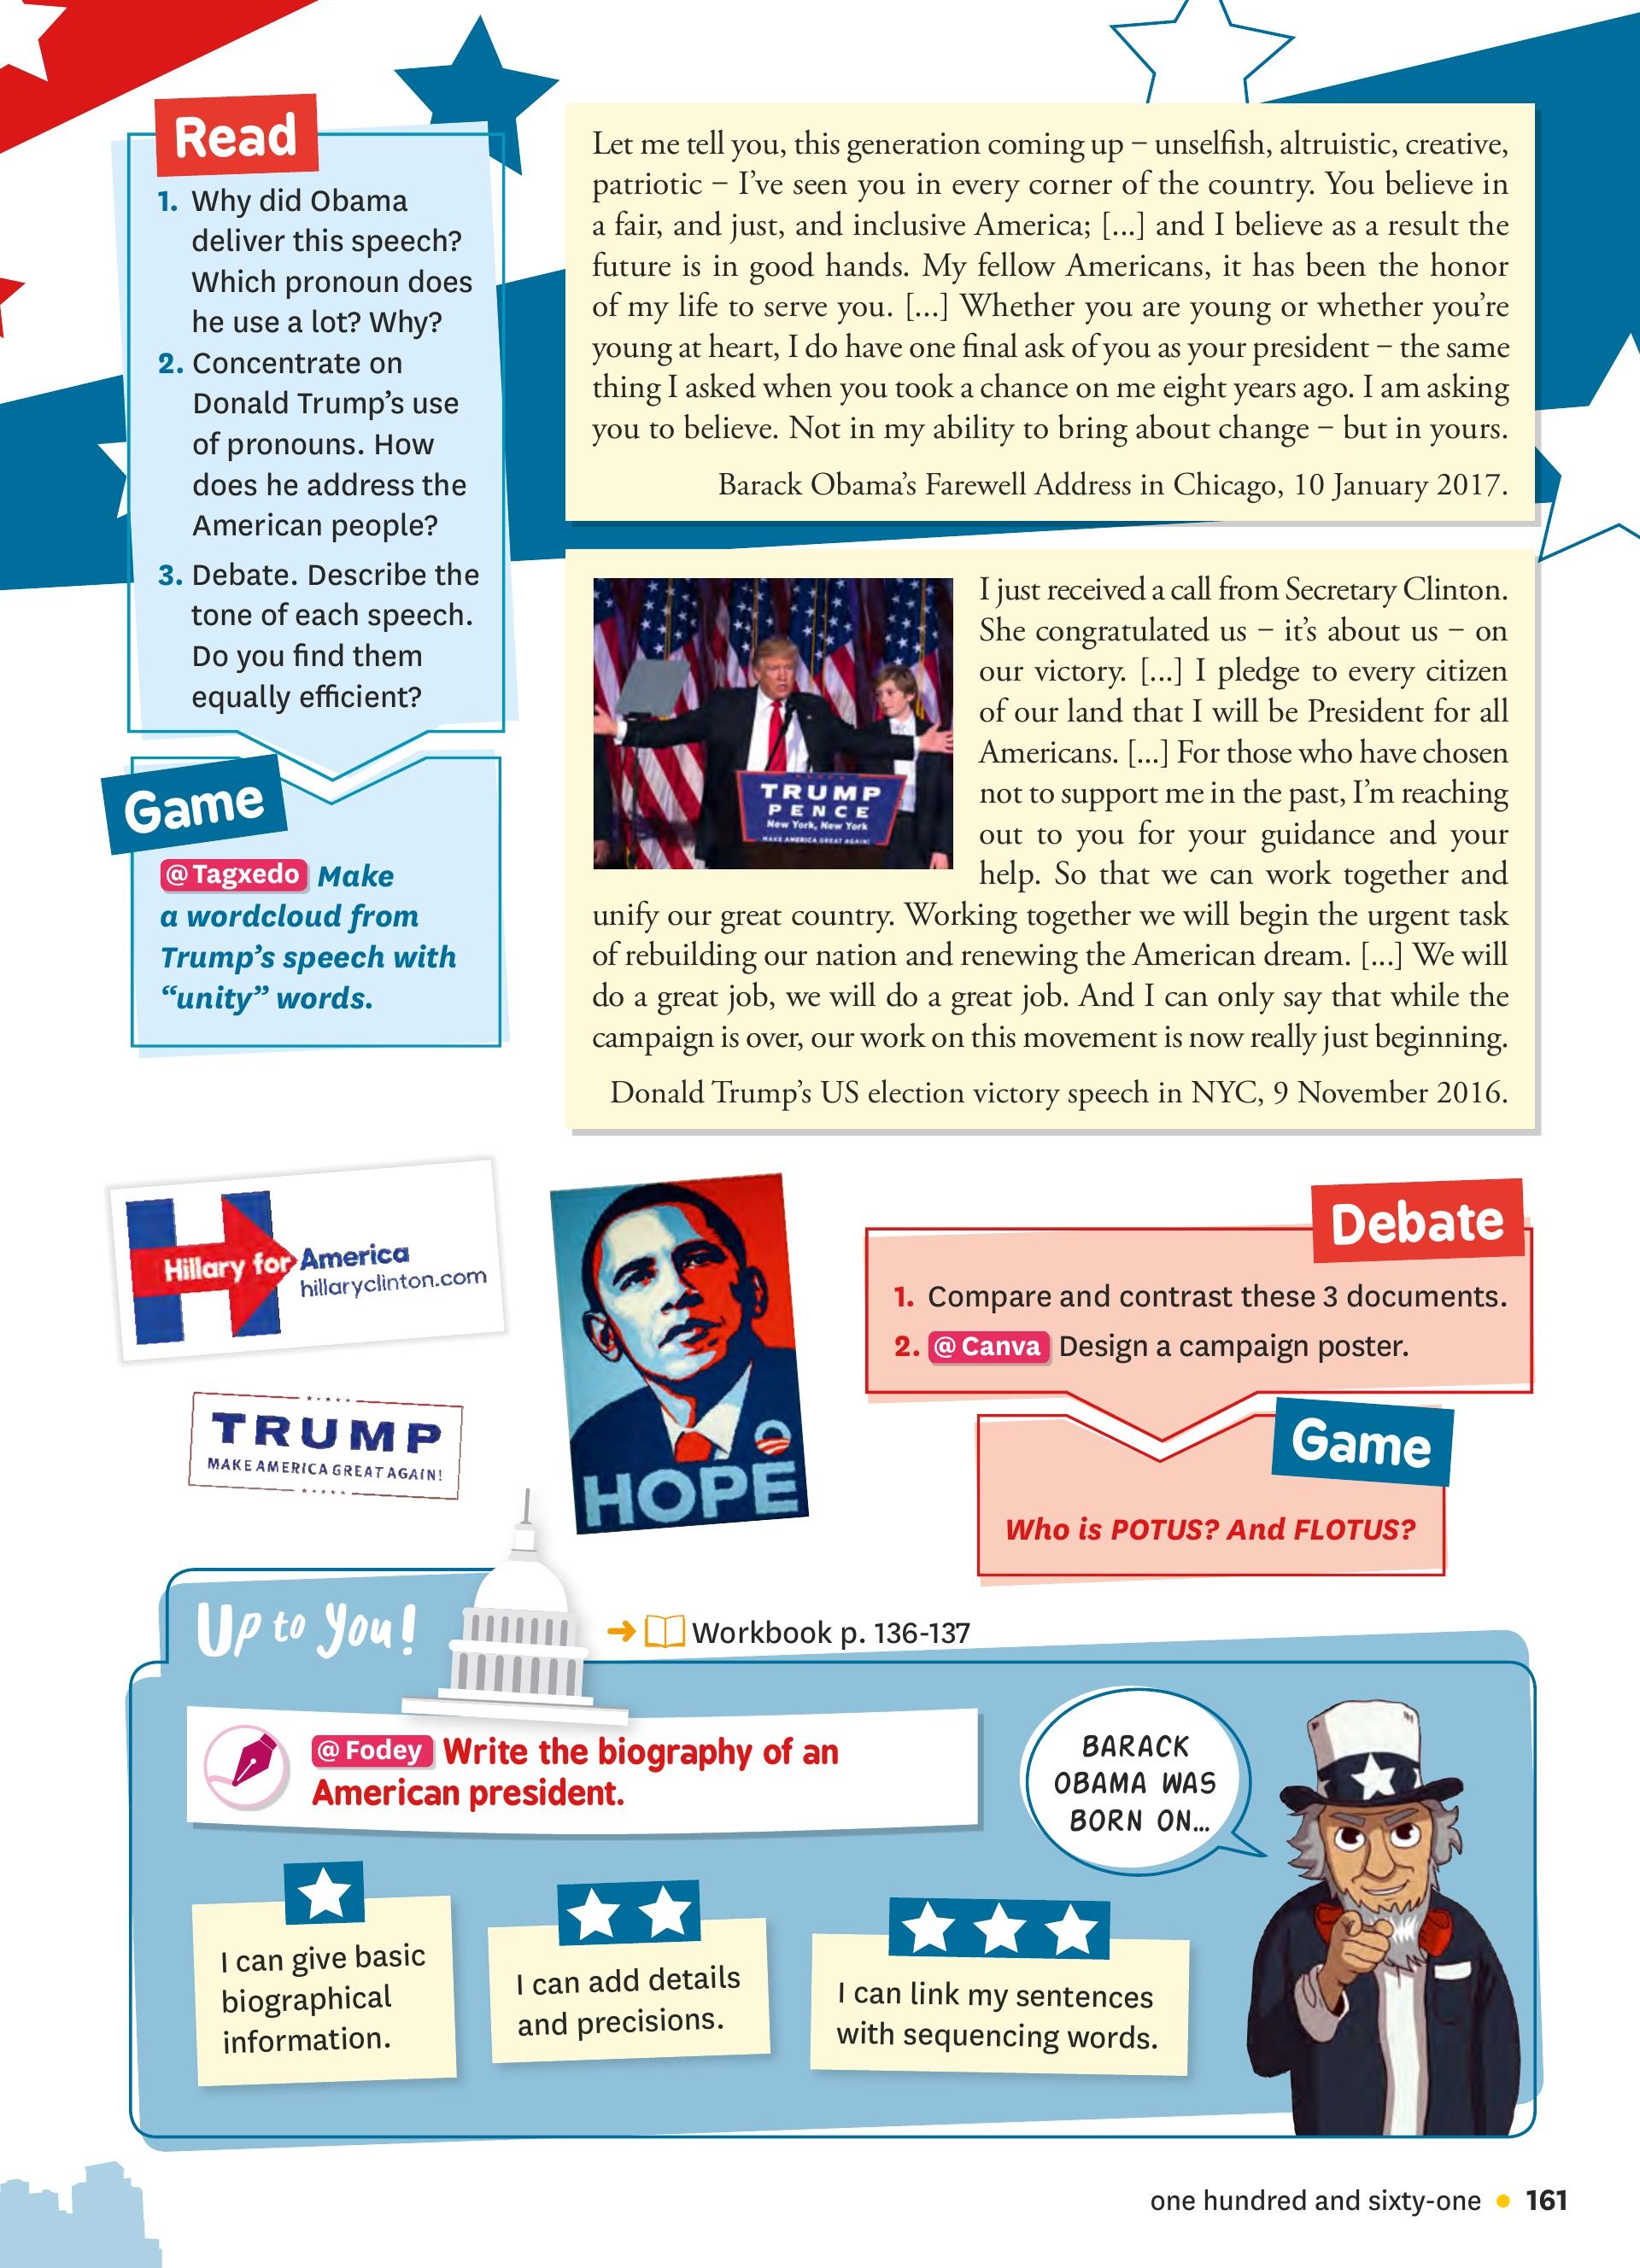 Read
1. Why did Obama
deliver this speech?
Which pronoun does
he use a lot? Why?
2. Concentrate on
Donald Trump's use
of pronouns. How
does he address the
American people?
3. Debate. Describe the
tone of each speech.
Do you find them
equally efficient?
Game
@Tagxedo Make
a wordcloud from
Trump's speech with
“unity” words.
Let me tell you, this generation coming up – unselfish, altruistic, creative,
patriotic – I've seen you in every corner of the country. You believe in
a fair, and just, and inclusive America; [...] and I believe as a result the
future is in good hands. My fellow Americans, it has been the honor
of my life to serve you. [...] Whether you are young or whether you're
young at heart, I do have one final ask of you as your president – the same
thing I asked when you took a chance on me eight years ago. I am asking
you to believe. Not in my ability to bring about change – but in yours.
Barack Obama's Farewell Address in Chicago, 10 January 2017.
TRUMP
PENCE
New York, New York
MAKE AMERICA GREAT AGAIN!
I just received a call from Secretary Clinton.
She congratulated us – it's about us – on
our victory. [...] I pledge to every citizen
of our land that I will be President for all
Americans. [...] For those who have chosen
not to support me in the past, I'm reaching
out to you for your guidance and your
help. So that we can work together and
unify our great country. Working together we will begin the urgent task
of rebuilding our nation and renewing the American dream. [...] We will
do a great job, we will do a great job. And I can only say that while the
campaign is over, our work on this movement is now really just beginning.
Donald Trump's US election victory speech in NYC, 9 November 2016.
Hillary for America
hillaryclinton.com
TRUMP
MAKE AMERICA GREAT AGAIN!
HOPE
Debate
1. Compare and contrast these 3 documents.
2. @Canva Design a campaign poster.
Game
Who is POTUS? And FLOTUS?
Up to You!
Workbook p. 136-137
@Fodey Write the biography of an
American president.
BARACK
OBAMA WAS
BORN ON...
I can give basic
biographical
information.
I can add details
and precisions.
I can link my sentences
with sequencing words.
one hundred and sixty-one • 161